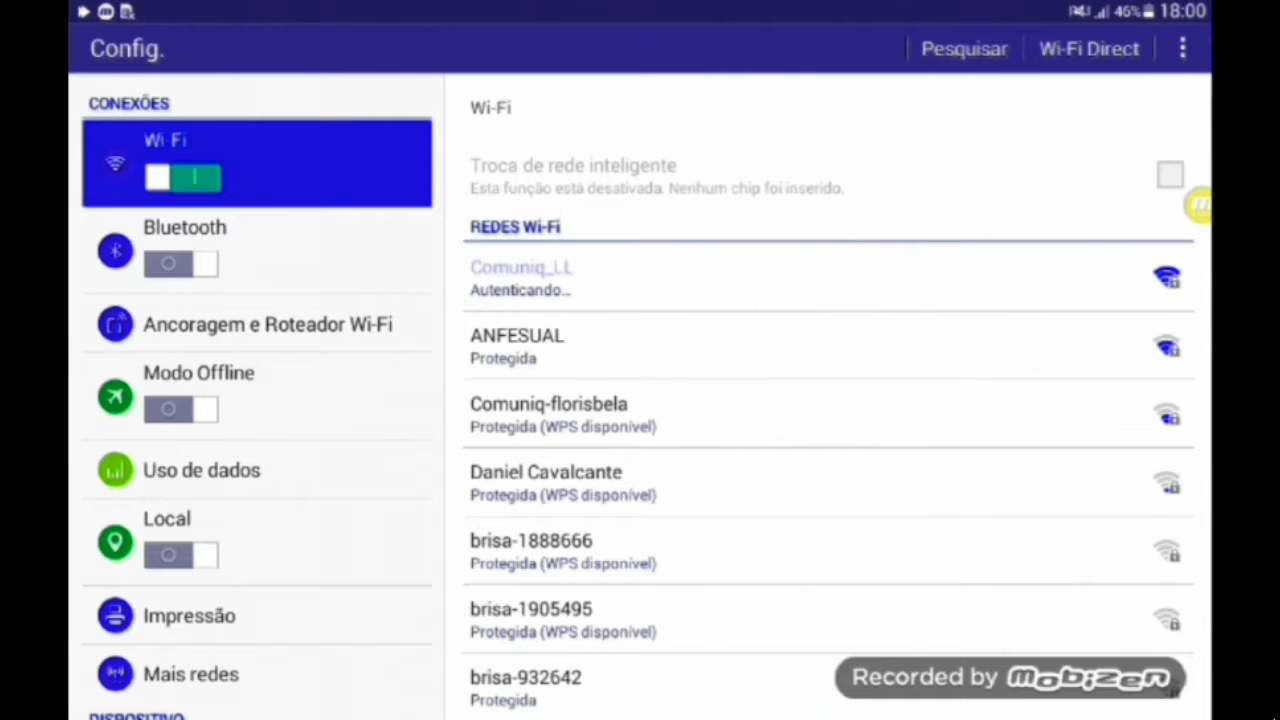 46% 18:00
Config.
Pesquisar
Wi-Fi Direct
CONEXÕES
Wi-Fi
Bluetooth
Ancoragem e Roteador Wi-Fi
Modo Offline
Uso de dados
Local
Impressão
Mais redes
DISPOSITIVO
Wi-Fi
Troca de rede inteligente
Esta função está desativada. Nenhum chip foi inserido.
REDES Wi-Fi
Comuniq_LL
Autenticando...
ANFESUAL
Protegida
Comuniq-florisbela
Protegida (WPS disponível)
Daniel Cavalcante
Protegida (WPS disponível)
brisa-1888666
Protegida (WPS disponível)
brisa-1905495
Protegida (WPS disponível)
brisa-932642
Protegida
Recorded by mobizen